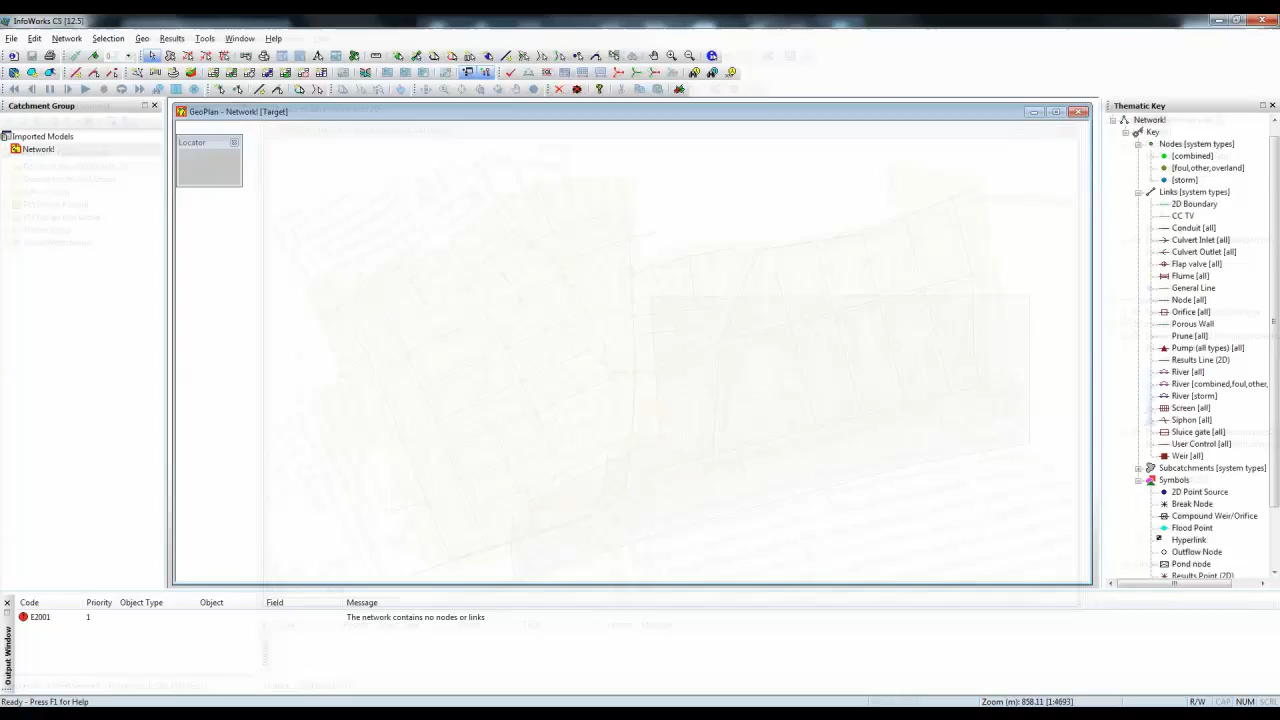 InfoWorks CS [12.5]
File Edit Network Selection Geo Results Tools Window Help
Catchment Group
Imported Models
Network!
GeoPlan - Network! [Target]
Locator
Thematic Key
Network!
Key
Nodes [system types]
[combined]
[foul,other,overland]
[storm]
Links [system types]
2D Boundary
CC TV
Conduit [all]
Culvert Inlet [all]
Culvert Outlet [all]
Flap valve [all]
Flume [all]
General Line
Node [all]
Orifice [all]
Porous Wall
Prune [all]
Pump (all types) [all]
Results Line (2D)
River [all]
River [combined,foul,other,
River [storm]
Screen [all]
Siphon [all]
Sluice gate [all]
User Control [all]
Weir [all]
Subcatchments [system types]
Symbols
2D Point Source
Break Node
Compound Weir/Orifice
Flood Point
Hyperlink
Outflow Node
Pond node
Results Point (2D)
Output Window
Code Priority Object Type Object Field Message
E2001 1 The network contains no nodes or links
Ready - Press F1 for Help
Zoom (m): 858.11 [1:4693]
R/W CAP NUM SCRL